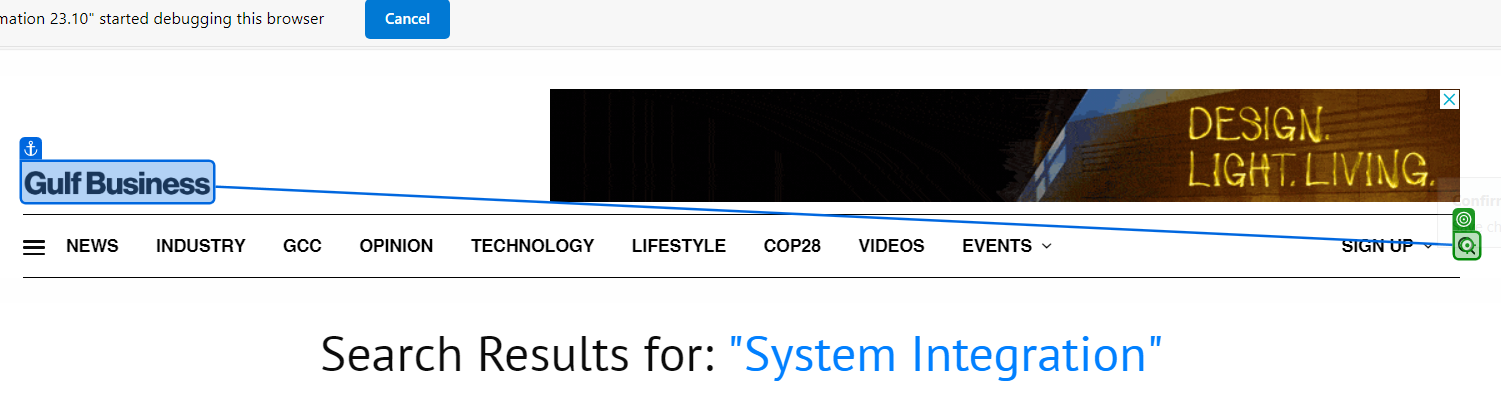 mation 23.10" started debugging this browser
Cancel
DESIGN.
LIGHT. LIVING.
Gulf Business
NEWS INDUSTRY GCC OPINION TECHNOLOGY LIFESTYLE COP28 VIDEOS EVENTS SIGN UP
Search Results for: "System Integration"